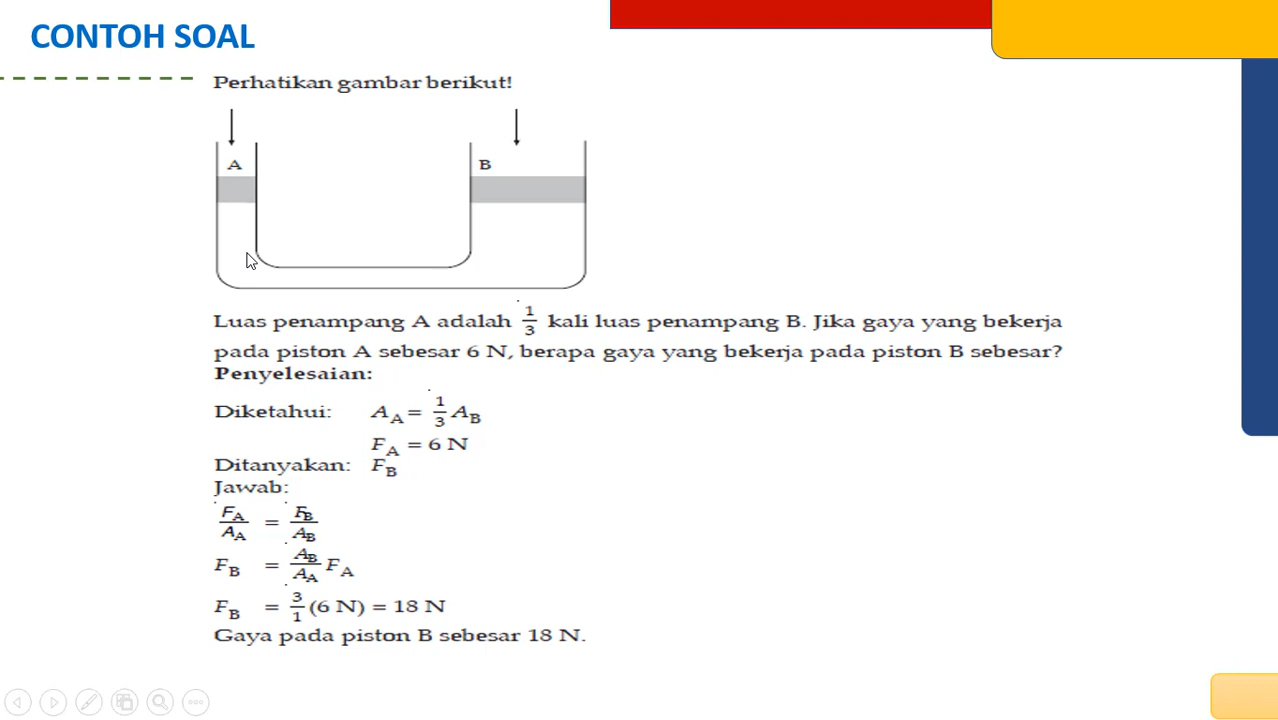 CONTOH SOAL
Perhatikan gambar berikut!
A
B
Luas penampang A adalah 1/3 kali luas penampang B. Jika gaya yang bekerja
pada piston A sebesar 6 N, berapa gaya yang bekerja pada piston B sebesar?
Penyelesaian:
Diketahui: A_A = 1/3 A_B
F_A = 6 N
Ditanyakan: F_B
Jawab:
F_A/A_A = F_B/A_B
F_B = A_B/A_A F_A
F_B = 3/1 (6 N) = 18 N
Gaya pada piston B sebesar 18 N.